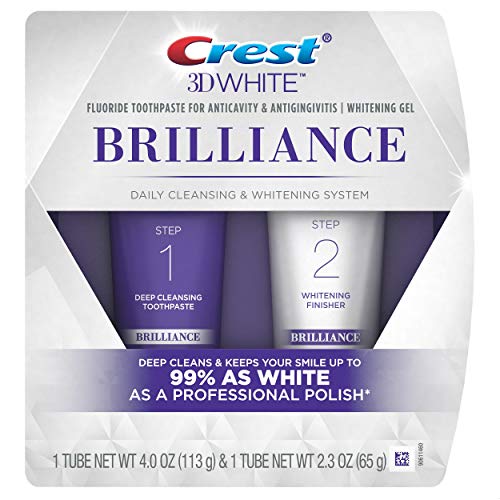 Crest®
3DWHITE™
FLUORIDE TOOTHPASTE FOR ANTICAVITY & ANTIGINGIVITIS | WHITENING GEL
BRILLIANCE
DAILY CLEANSING & WHITENING SYSTEM
STEP
1
DEEP CLEANSING
TOOTHPASTE
BRILLIANCE
STEP
2
WHITENING
FINISHER
BRILLIANCE
DEEP CLEANS & KEEPS YOUR SMILE UP TO
99% AS WHITE
AS A PROFESSIONAL POLISH*
1 TUBE NET WT 4.0 OZ (113 g) & 1 TUBE NET WT 2.3 OZ (65 g)